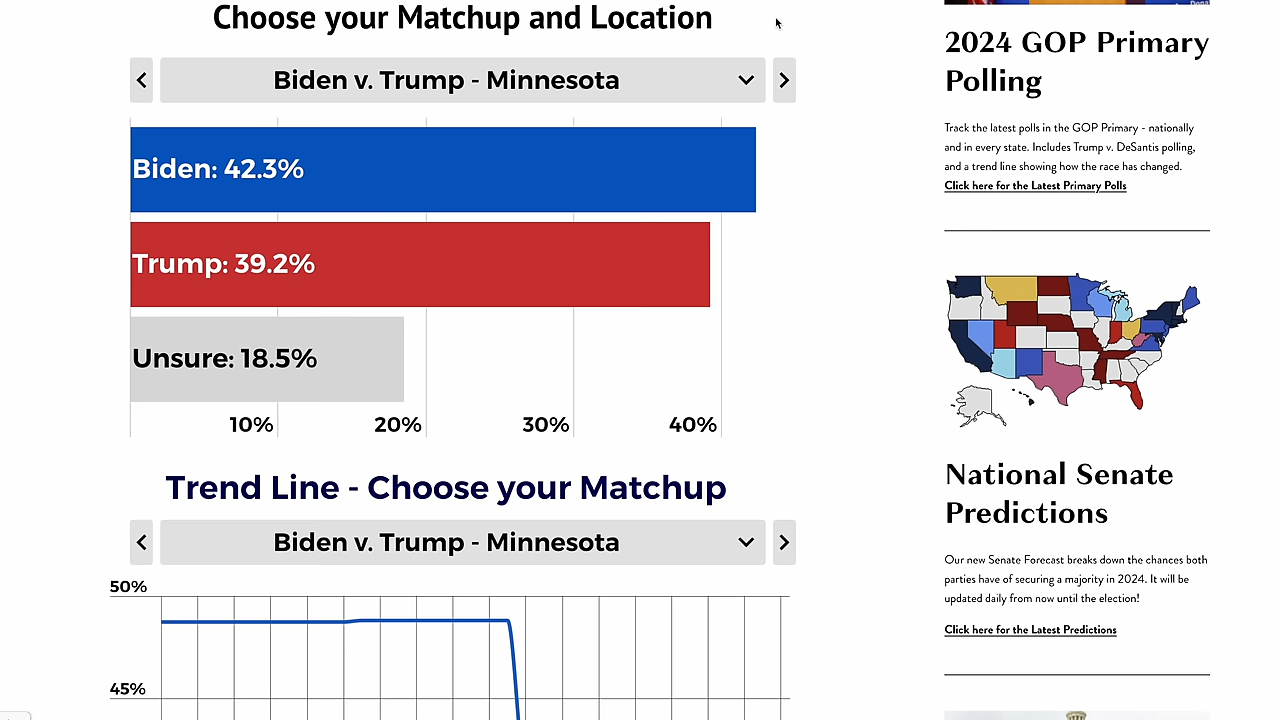 Choose your Matchup and Location
Biden v. Trump - Minnesota
Biden: 42.3%
Trump: 39.2%
Unsure: 18.5%
10% 20% 30% 40%
Trend Line - Choose your Matchup
Biden v. Trump - Minnesota
50%
45%
2024 GOP Primary
Polling
Track the latest polls in the GOP Primary - nationally
and in every state. Includes Trump v. DeSantis polling,
and a trend line showing how the race has changed.
Click here for the Latest Primary Polls
National Senate
Predictions
Our new Senate Forecast breaks down the chances both
parties have of securing a majority in 2024. It will be
updated daily from now until the election!
Click here for the Latest Predictions